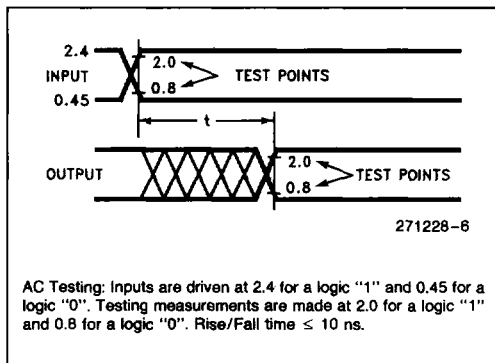 2.4
INPUT
0.45
2.0
0.8
TEST POINTS
t
OUTPUT
2.0
0.8
TEST POINTS
271228-6
AC Testing: Inputs are driven at 2.4 for a logic "1" and 0.45 for a
logic "0". Testing measurements are made at 2.0 for a logic "1"
and 0.8 for a logic "0". Rise/Fall time ≤ 10 ns.